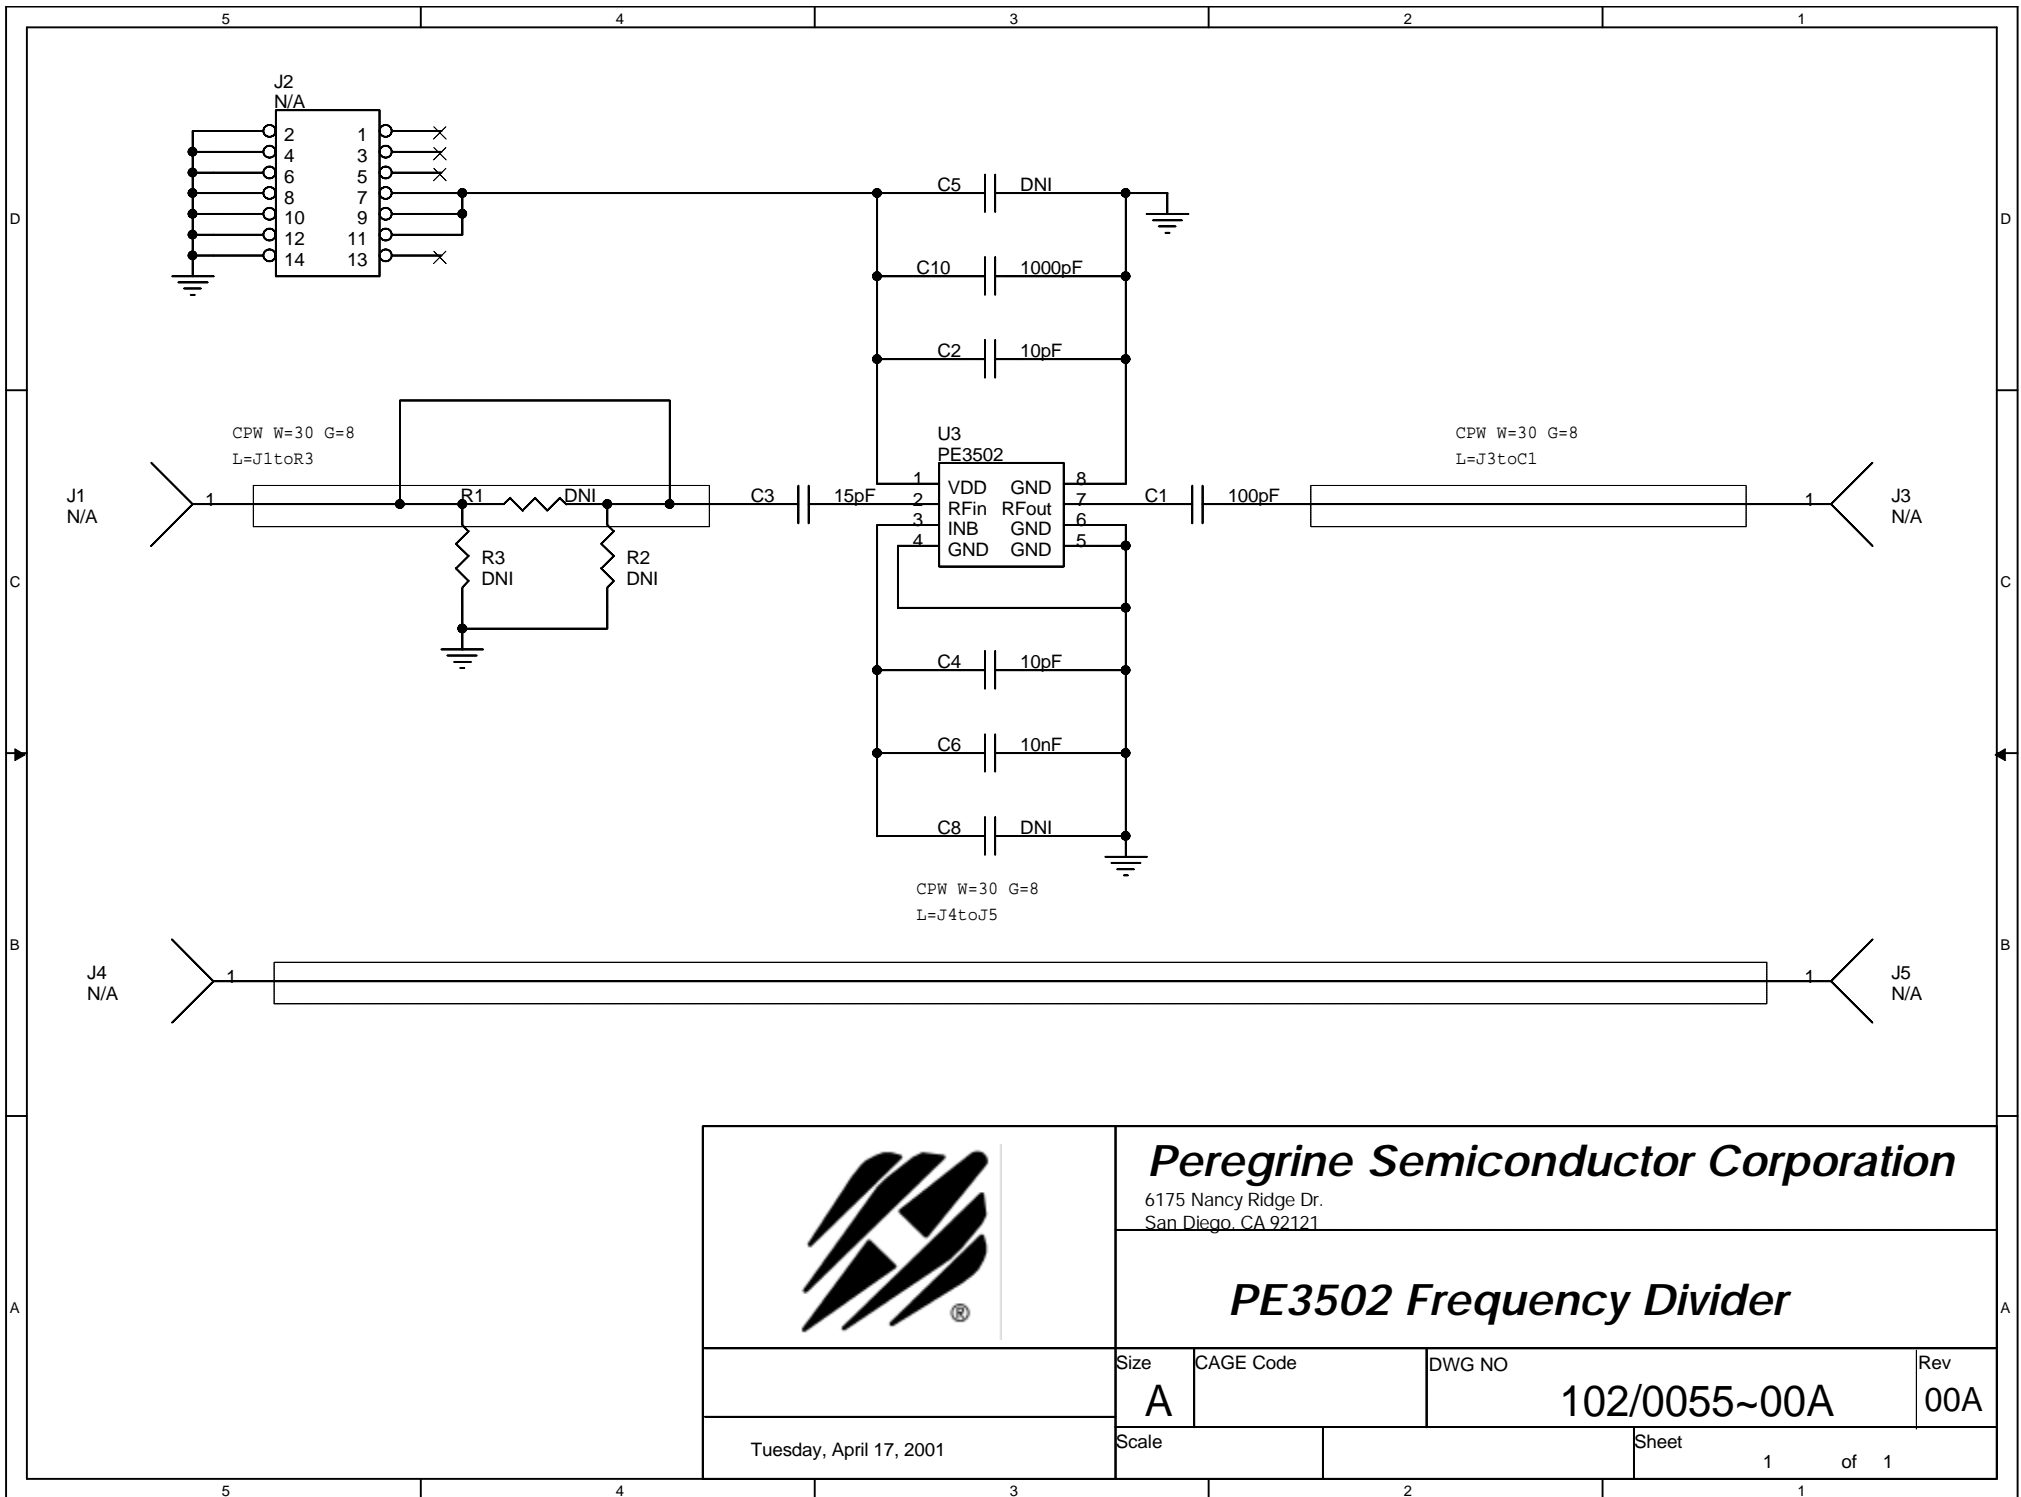 5 4 3 2 1
J2
N/A
2 1
4 3
6 5
8 7
10 9
12 11
14 13
D D
C5 DNI
C10 1000pF
C2 10pF
CPW W=30 G=8
L=J1toR3
U3
PE3502
CPW W=30 G=8
L=J3toC1
J1
N/A
1
R1 DNI
C3 15pF
1 VDD GND 8
2 RFin RFout 7
3 INB GND 6
4 GND GND 5
C1 100pF
1
J3
N/A
R3
DNI
R2
DNI
C C
C4 10pF
C6 10nF
C8 DNI
CPW W=30 G=8
L=J4toJ5
B B
J4
N/A
1
1
J5
N/A
Peregrine Semiconductor Corporation
6175 Nancy Ridge Dr.
San Diego, CA 92121
A A
PE3502 Frequency Divider
®
Size CAGE Code DWG NO Rev
A 102/0055~00A 00A
Tuesday, April 17, 2001
Scale Sheet
1 of 1
5 4 3 2 1